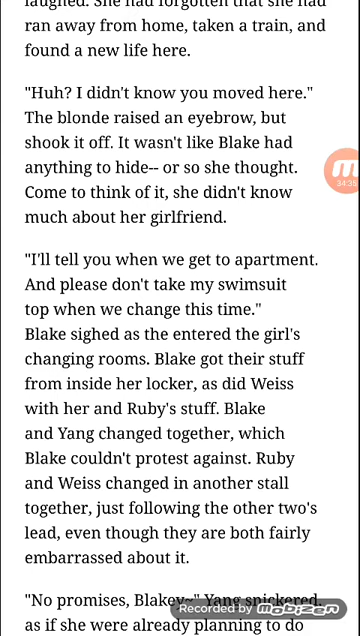 laughed. She had forgotten that she had
ran away from home, taken a train, and
found a new life here.
"Huh? I didn't know you moved here."
The blonde raised an eyebrow, but
shook it off. It wasn't like Blake had
anything to hide-- or so she thought.
Come to think of it, she didn't know
much about her girlfriend.
34:35
"I'll tell you when we get to apartment.
And please don't take my swimsuit
top when we change this time."
Blake sighed as the entered the girl's
changing rooms. Blake got their stuff
from inside her locker, as did Weiss
with her and Ruby's stuff. Blake
and Yang changed together, which
Blake couldn't protest against. Ruby
and Weiss changed in another stall
together, just following the other two's
lead, even though they are both fairly
embarrassed about it.
"No promises, Blakey~" Yang snickered,
Recorded by mobizen
as if she were already planning to do